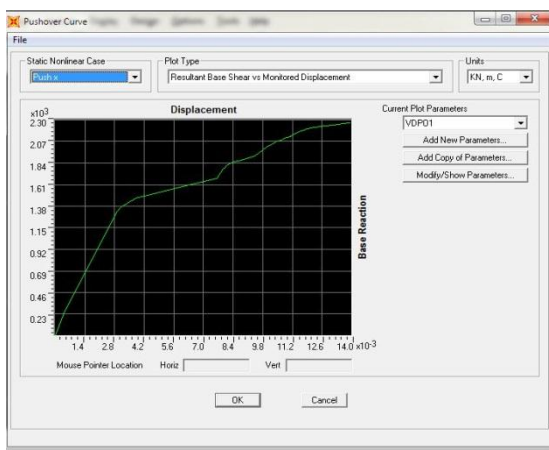 Pushover Curve
File
Static Nonlinear Case
Push x
Plot Type
Resultant Base Shear vs Monitored Displacement
Units
KN, m, C
x10³
Displacement
2.30
2.07
1.84
1.61
1.38
1.15
0.92
0.69
0.46
0.23
Base Reaction
1.4 2.8 4.2 5.6 7.0 8.4 9.8 11.2 12.6 14.0 x10⁻³
Mouse Pointer Location Horiz Vert
Current Plot Parameters
VDPO1
Add New Parameters...
Add Copy of Parameters...
Modify/Show Parameters...
OK
Cancel